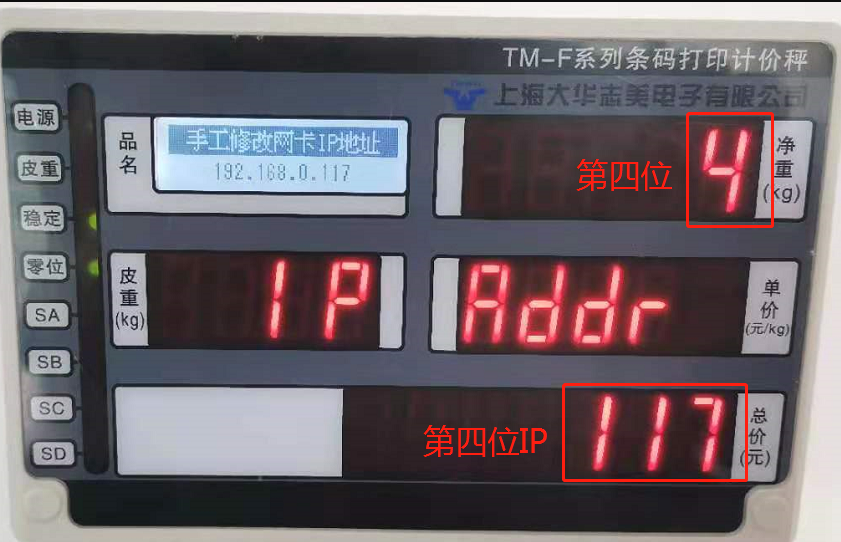 TM-F系列条码打印计价秤
上海大华志美电子有限公司
电源
皮重
稳定
零位
SA
SB
SC
SD
品名
手工修改网卡IP地址
192.168.0.117
第四位
4
净重
(kg)
皮重
(kg)
IP
Addr
单价
(元/kg)
第四位IP
117
总价
(元)